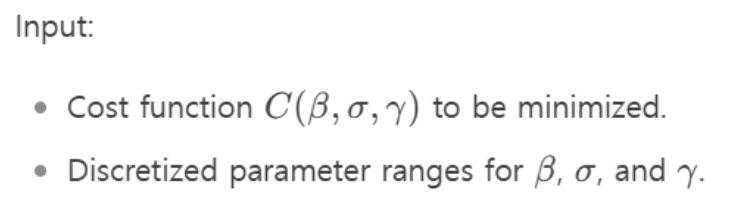 Input:
• Cost function C(β, σ, γ) to be minimized.
• Discretized parameter ranges for β, σ, and γ.